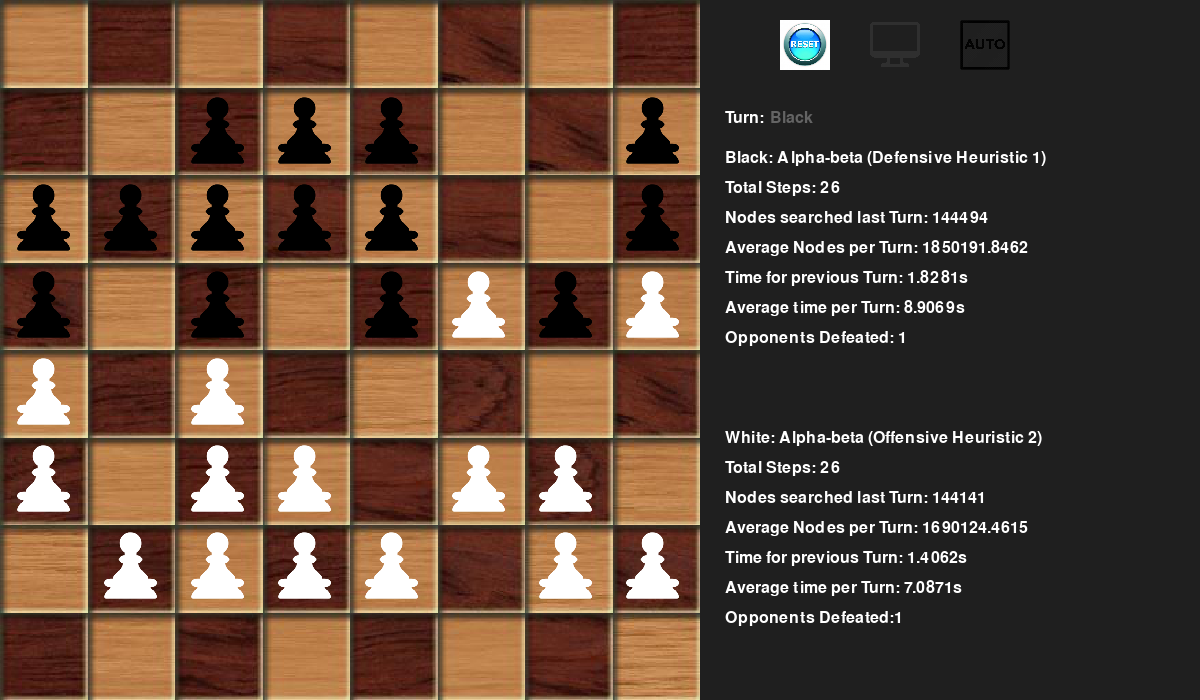 RESET
AUTO
Turn: Black
Black: Alpha-beta (Defensive Heuristic 1)
Total Steps: 26
Nodes searched last Turn: 144494
Average Nodes per Turn: 1850191.8462
Time for previous Turn: 1.8281s
Average time per Turn: 8.9069s
Opponents Defeated: 1
White: Alpha-beta (Offensive Heuristic 2)
Total Steps: 26
Nodes searched last Turn: 144141
Average Nodes per Turn: 1690124.4615
Time for previous Turn: 1.4062s
Average time per Turn: 7.0871s
Opponents Defeated:1